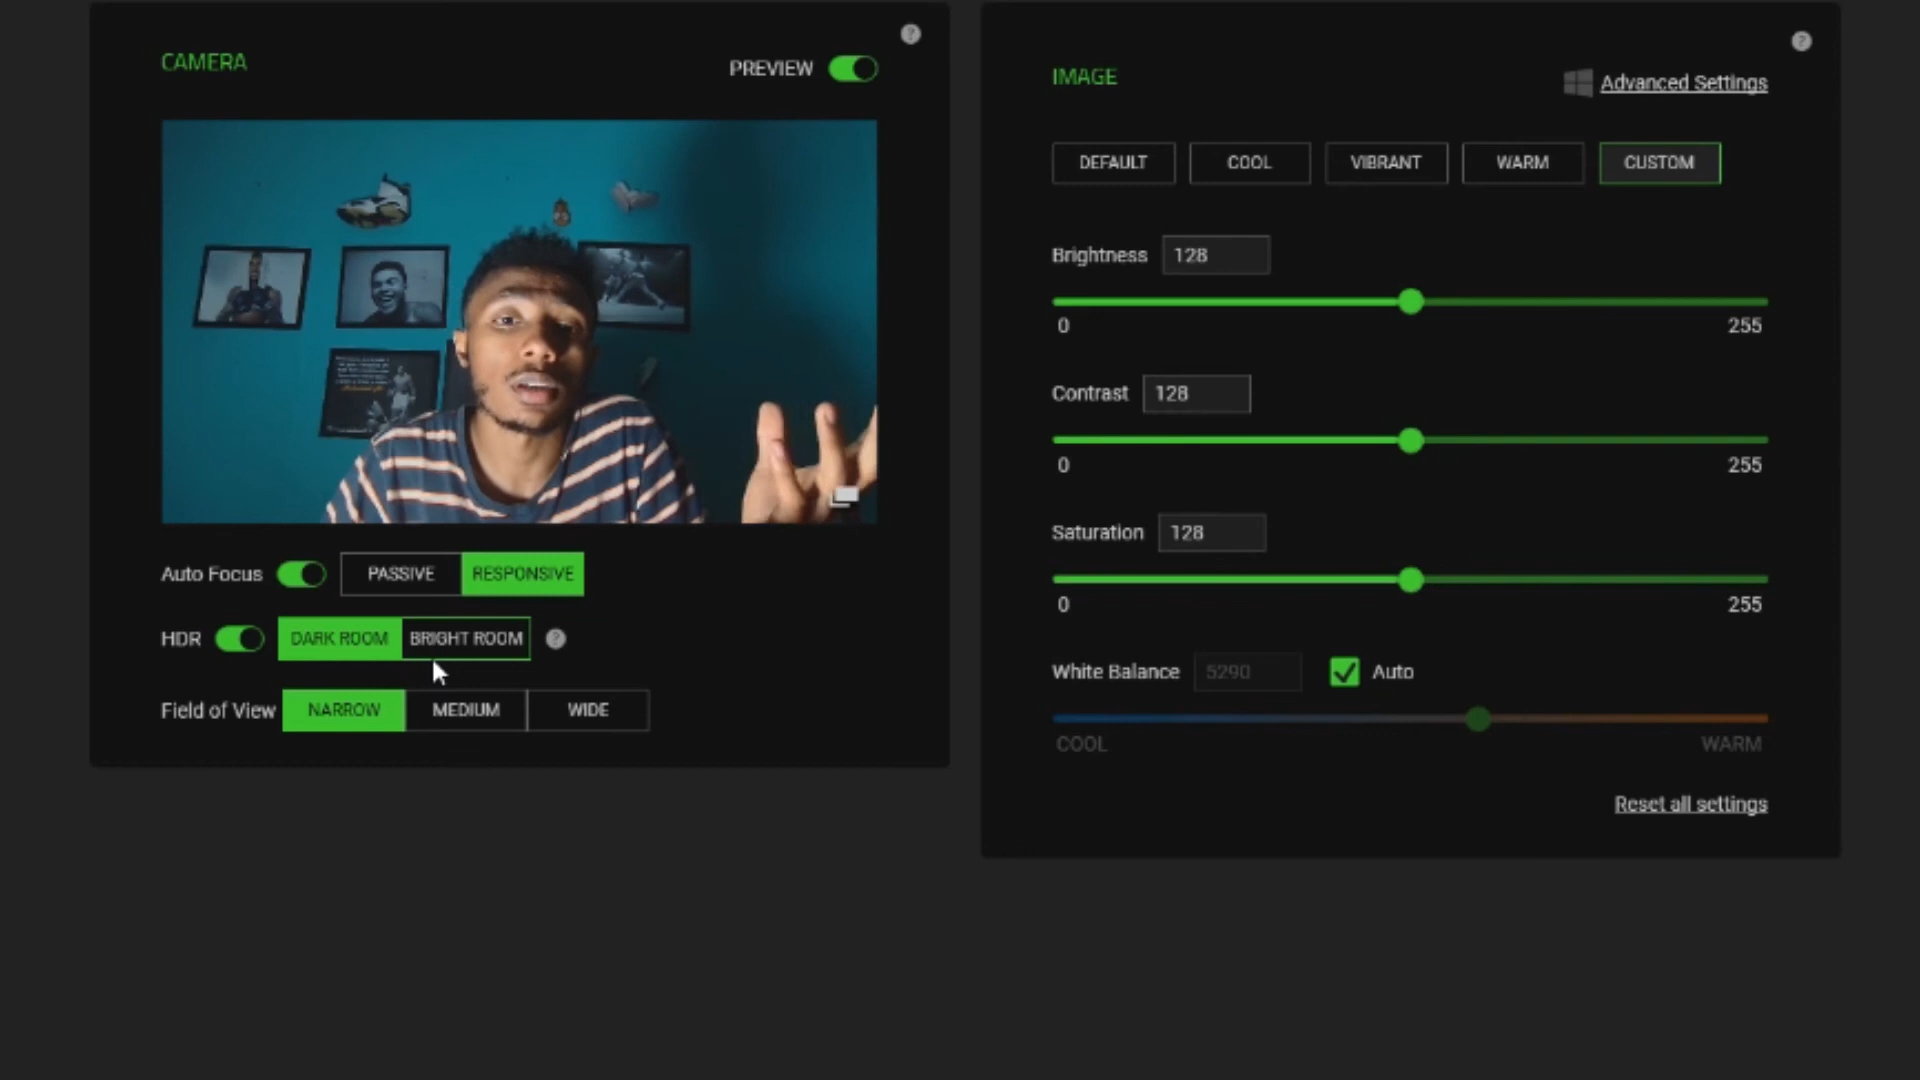 CAMERA
PREVIEW
Auto Focus PASSIVE RESPONSIVE
HDR DARK ROOM BRIGHT ROOM ?
Field of View NARROW MEDIUM WIDE
?
IMAGE
Advanced Settings
DEFAULT COOL VIBRANT WARM CUSTOM
Brightness 128
0 255
Contrast 128
0 255
Saturation 128
0 255
White Balance 5290 Auto
COOL WARM
Reset all settings
?